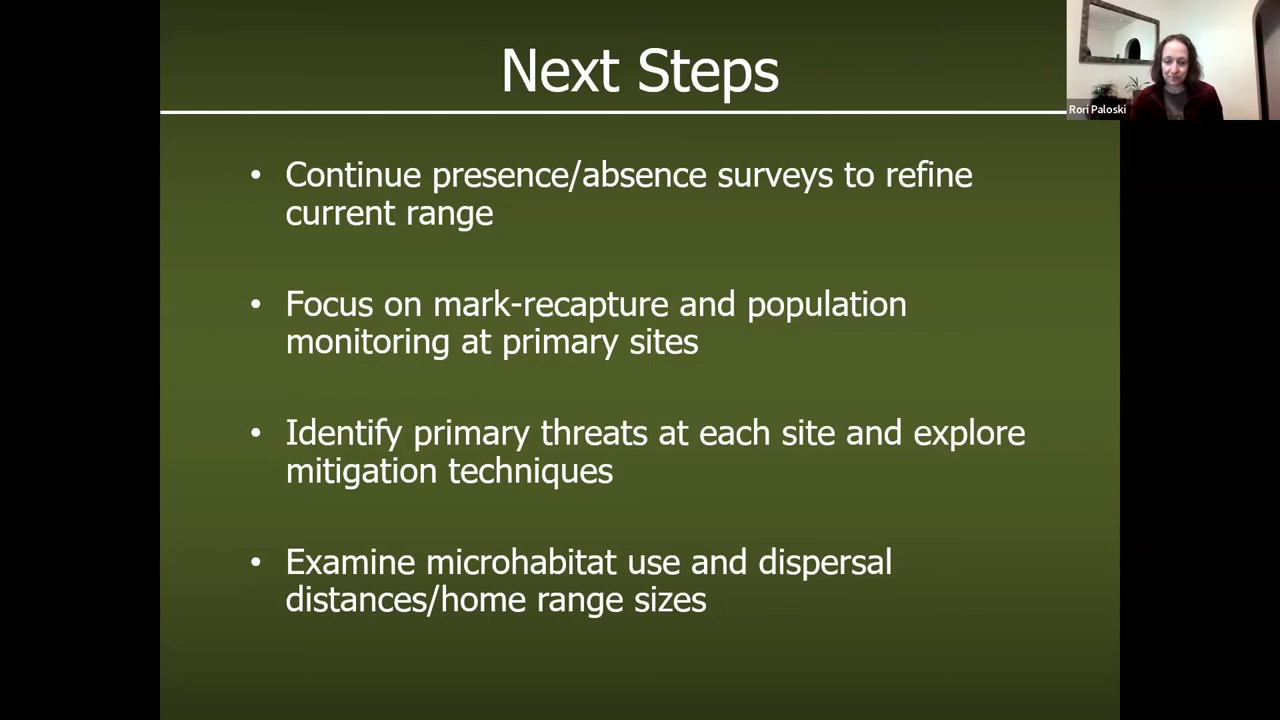 Next Steps
Rori Paloski
• Continue presence/absence surveys to refine
current range
• Focus on mark-recapture and population
monitoring at primary sites
• Identify primary threats at each site and explore
mitigation techniques
• Examine microhabitat use and dispersal
distances/home range sizes